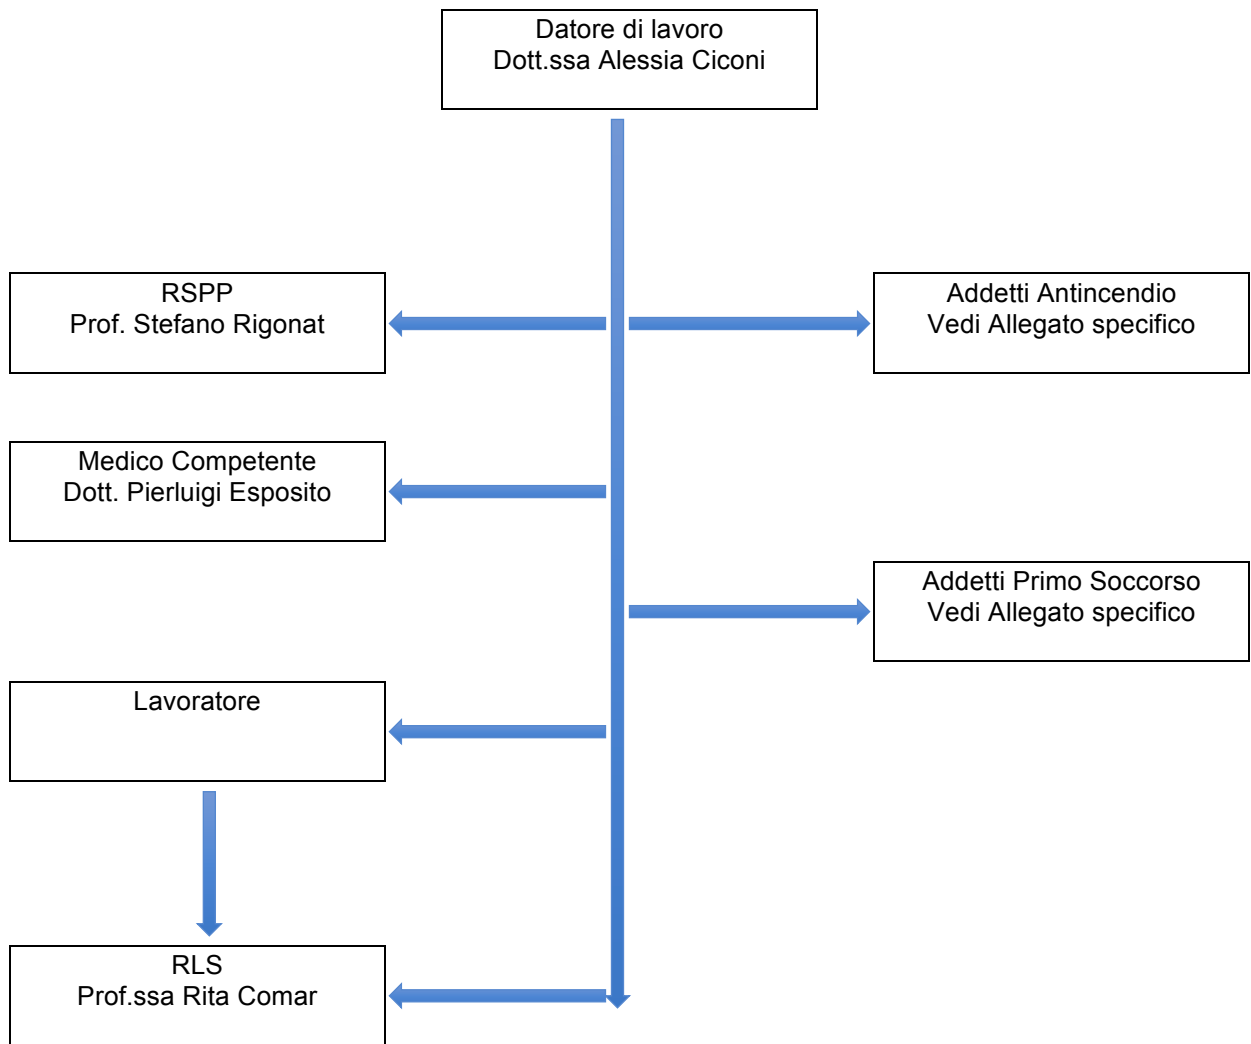 Datore di lavoro
Dott.ssa Alessia Ciconi
RSPP
Prof. Stefano Rigonat
Addetti Antincendio
Vedi Allegato specifico
Medico Competente
Dott. Pierluigi Esposito
Addetti Primo Soccorso
Vedi Allegato specifico
Lavoratore
RLS
Prof.ssa Rita Comar